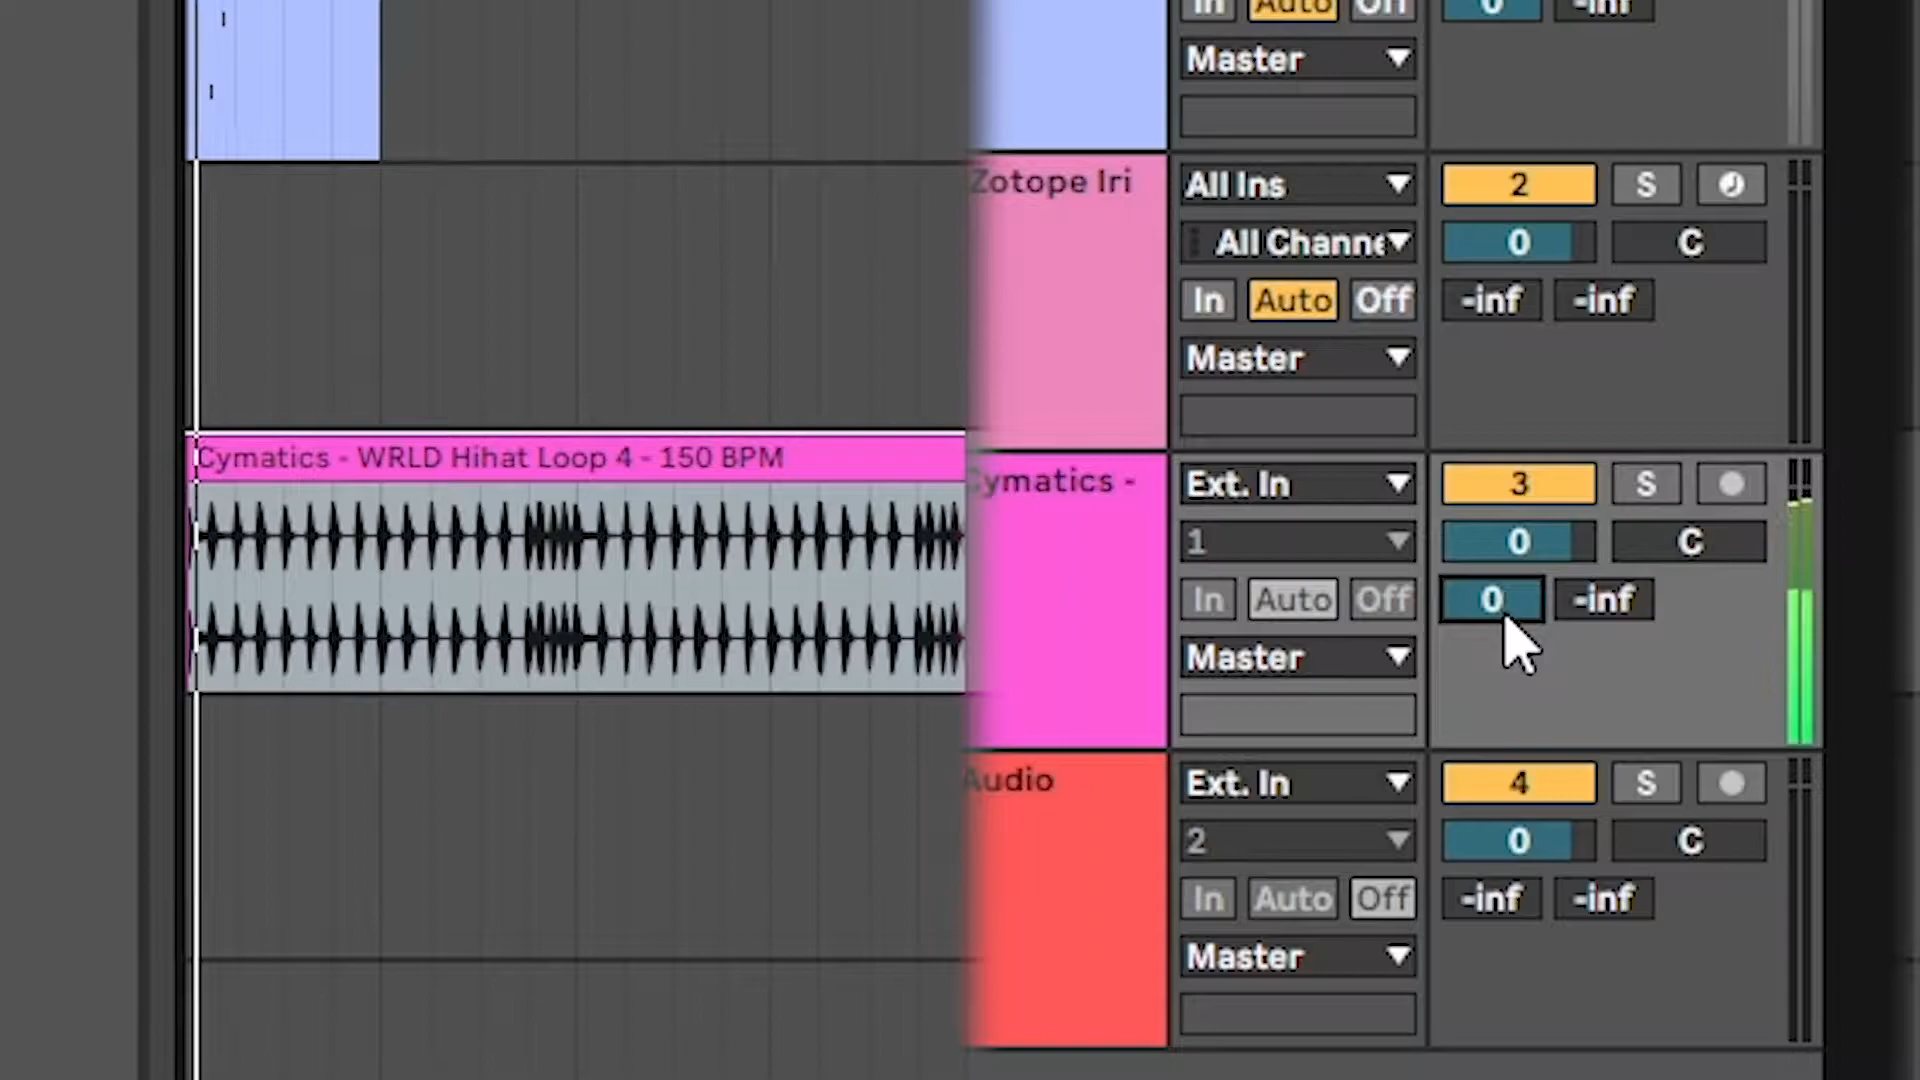 In Auto Off 0 -inf
Master
Zotope Iri All Ins 2 S
All Channe 0 C
In Auto Off -inf -inf
Master
Cymatics - WRLD Hihat Loop 4 - 150 BPM
Cymatics - Ext. In 3 S
1 0 C
In Auto Off 0 -inf
Master
Audio Ext. In 4 S
2 0 C
In Auto Off -inf -inf
Master